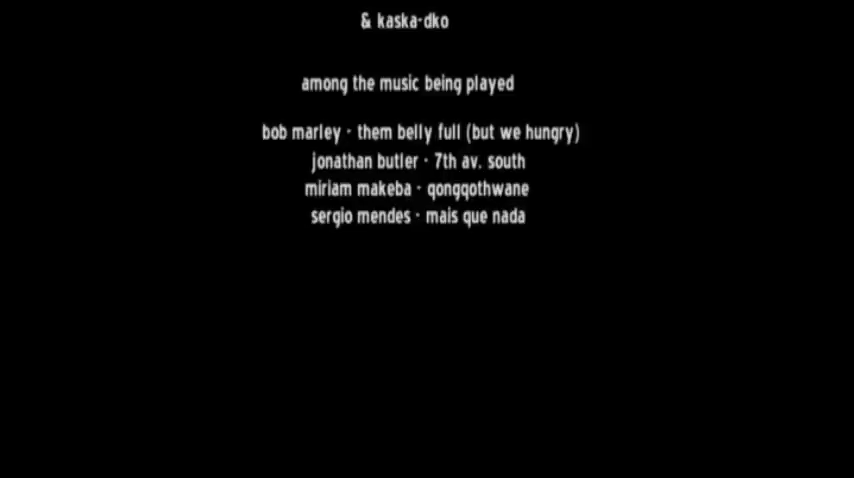 & kaska-dko
among the music being played
bob marley · them belly full (but we hungry)
jonathan butler · 7th av. south
miriam makeba · qongqothwane
sergio mendes · mais que nada